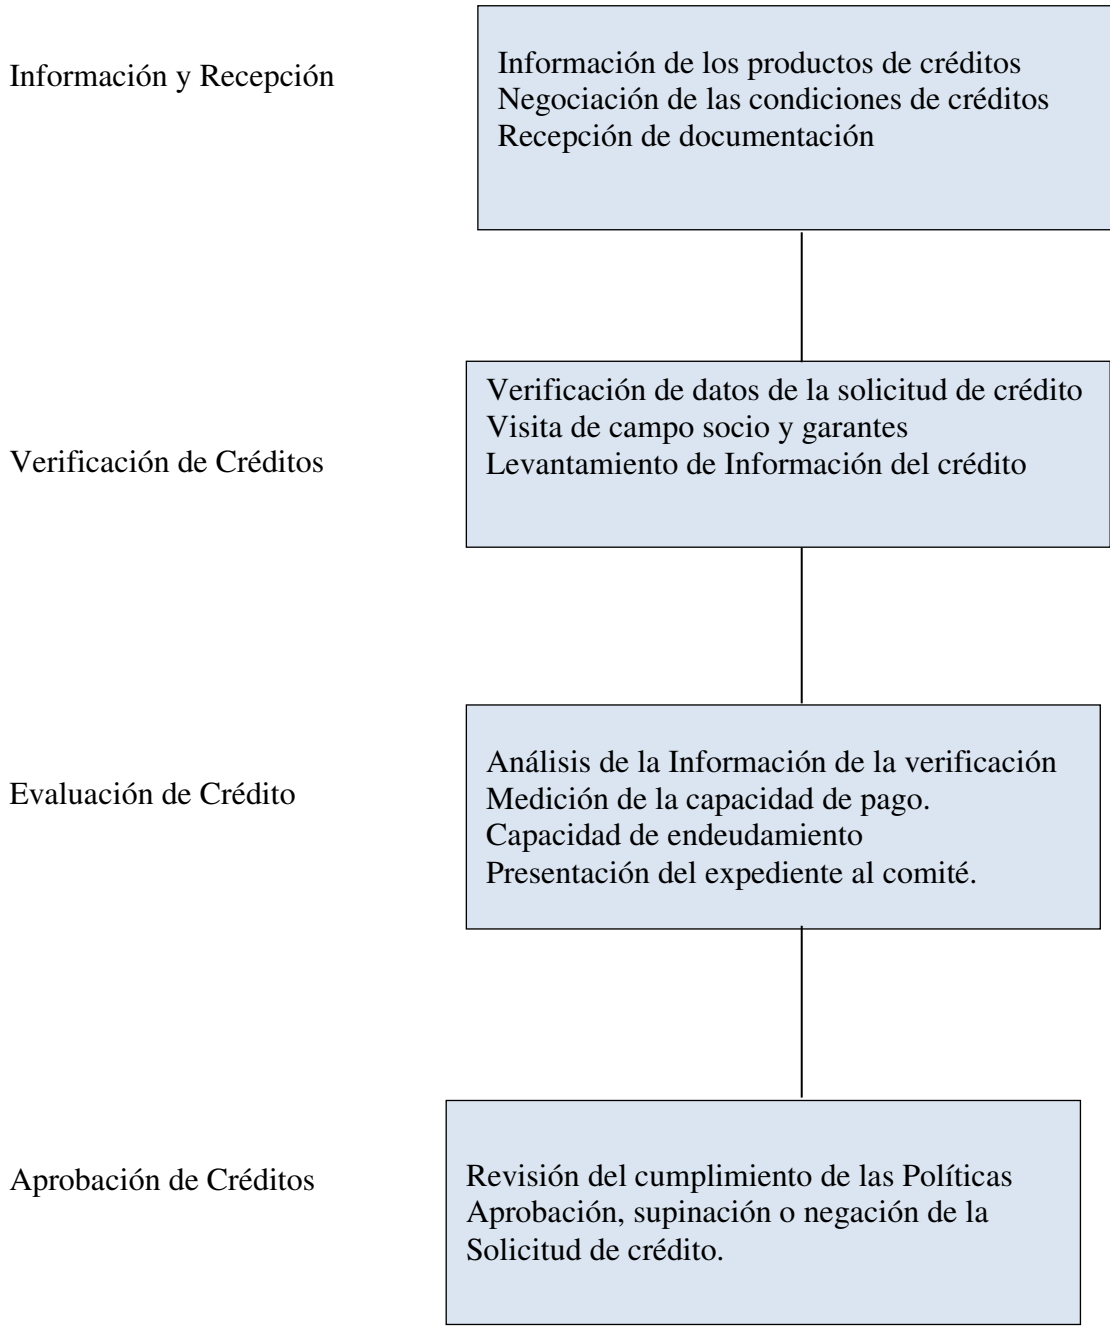 Información y Recepción
Información de los productos de créditos
Negociación de las condiciones de créditos
Recepción de documentación
Verificación de Créditos
Verificación de datos de la solicitud de crédito
Visita de campo socio y garantes
Levantamiento de Información del crédito
Evaluación de Crédito
Análisis de la Información de la verificación
Medición de la capacidad de pago.
Capacidad de endeudamiento
Presentación del expediente al comité.
Aprobación de Créditos
Revisión del cumplimiento de las Políticas
Aprobación, supinación o negación de la
Solicitud de crédito.